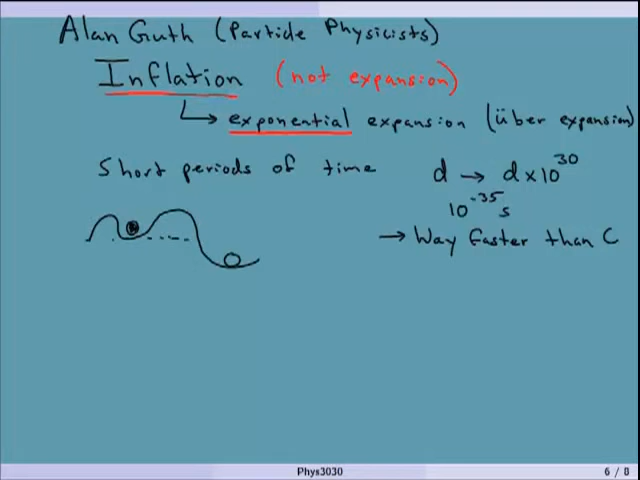 Alan Guth (Particle Physicists)
Inflation (not expansion)
exponential expansion (über expansion)
Short periods of time d → d x 10^30
10^-35 s
→ Way faster than C
Phys3030 6 / 8